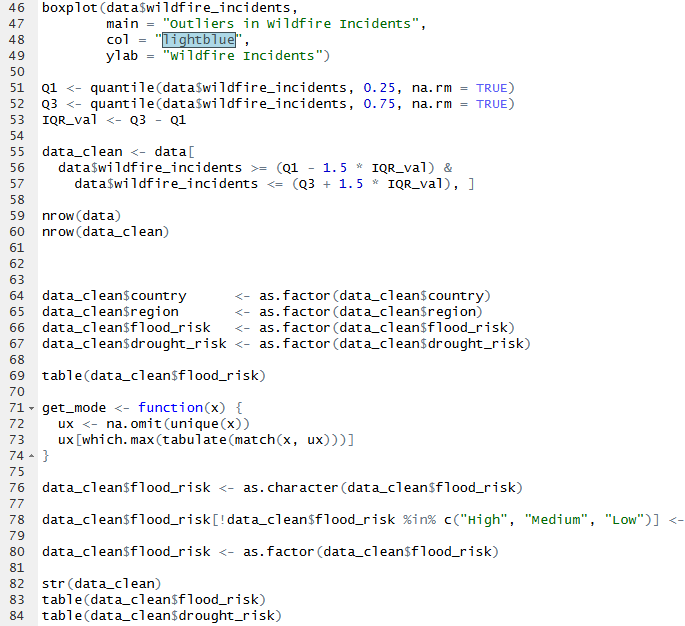 46 boxplot(data$wildfire_incidents,
47         main = "Outliers in Wildfire Incidents",
48         col = "lightblue",
49         ylab = "Wildfire Incidents")
50
51 Q1 <- quantile(data$wildfire_incidents, 0.25, na.rm = TRUE)
52 Q3 <- quantile(data$wildfire_incidents, 0.75, na.rm = TRUE)
53 IQR_val <- Q3 - Q1
54
55 data_clean <- data[
56   data$wildfire_incidents >= (Q1 - 1.5 * IQR_val) &
57     data$wildfire_incidents <= (Q3 + 1.5 * IQR_val), ]
58
59 nrow(data)
60 nrow(data_clean)
61
62
63
64 data_clean$country      <- as.factor(data_clean$country)
65 data_clean$region       <- as.factor(data_clean$region)
66 data_clean$flood_risk   <- as.factor(data_clean$flood_risk)
67 data_clean$drought_risk <- as.factor(data_clean$drought_risk)
68
69 table(data_clean$flood_risk)
70
71 get_mode <- function(x) {
72   ux <- na.omit(unique(x))
73   ux[which.max(tabulate(match(x, ux)))]
74 }
75
76 data_clean$flood_risk <- as.character(data_clean$flood_risk)
77
78 data_clean$flood_risk[!data_clean$flood_risk %in% c("High", "Medium", "Low")] <-
79
80 data_clean$flood_risk <- as.factor(data_clean$flood_risk)
81
82 str(data_clean)
83 table(data_clean$flood_risk)
84 table(data_clean$drought_risk)